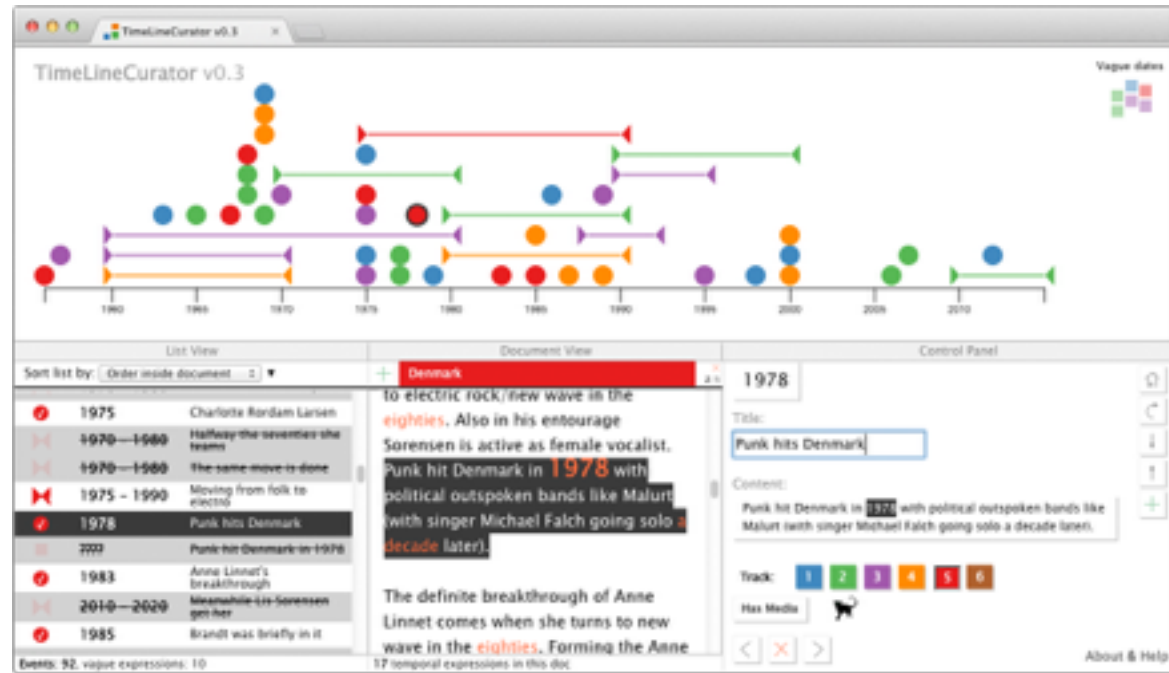 TimeLineCurator v0.3
TimeLineCurator v0.3
Vague dates
1960 1965 1970 1975 1980 1985 1990 1995 2000 2005 2010
List View
Document View
Control Panel
Sort list by: Order inside document
1975 Charlotte Rordam Larsen
1970 - 1980 Halfway the seventies she teams
1970 - 1980 The same move is done
1975 - 1990 Moving from folk to electro
1978 Punk hits Denmark
???? Punk hit Denmark in 1978
1983 Anne Linnet's breakthrough
2010 - 2020 Meanwhile Lis Sorensen get her
1985 Brandt was briefly in it
Events: 92, vague expressions: 10
+ Denmark
to electric rock/new wave in the
eighties. Also in his entourage
Sorensen is active as female vocalist.
Punk hit Denmark in 1978 with
political outspoken bands like Malurt
(with singer Michael Falch going solo a
decade later).
The definite breakthrough of Anne
Linnet comes when she turns to new
wave in the eighties. Forming the Anne
17 temporal expressions in this doc
1978
Title:
Punk hits Denmark
Content:
Punk hit Denmark in 1978 with political outspoken bands like
Malurt (with singer Michael Falch going solo a decade later).
Track: 1 2 3 4 5 6
Has Media
< × >
About & Help